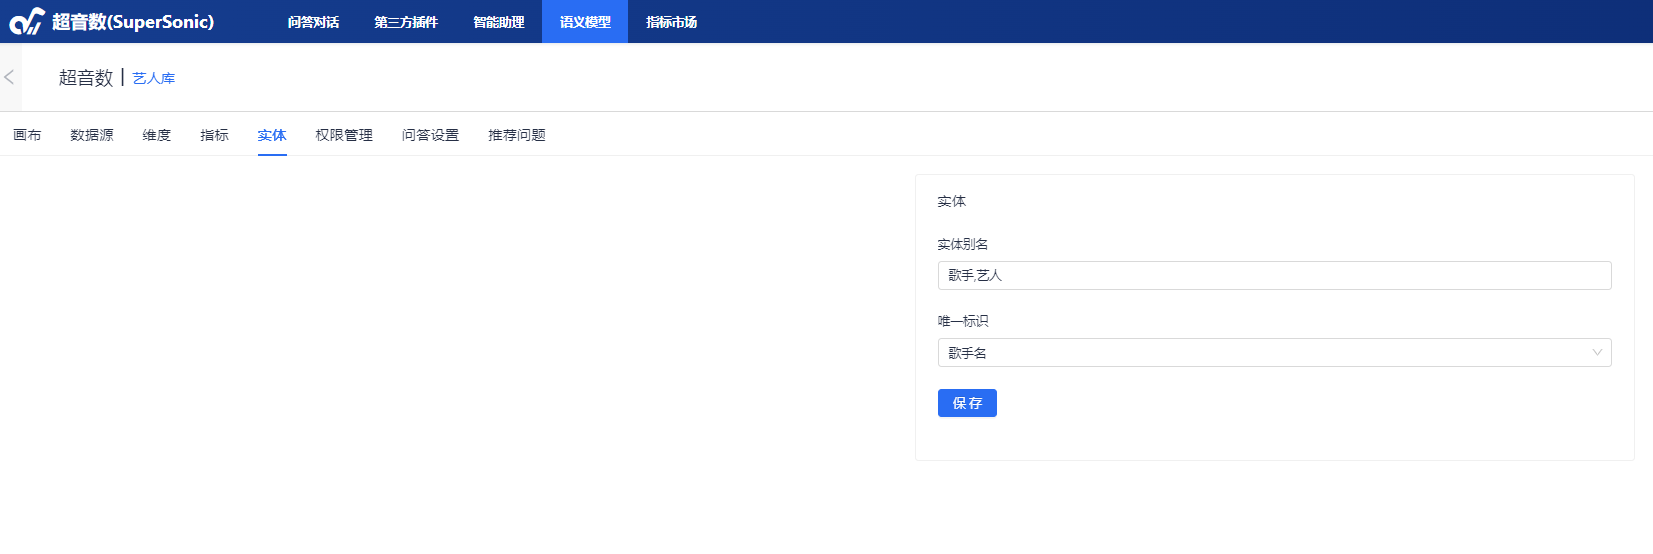 超音数(SuperSonic) 问答对话 第三方插件 智能助理 语义模型 指标市场
超音数 | 艺人库
画布 数据源 维度 指标 实体 权限管理 问答设置 推荐问题
实体
实体别名
歌手,艺人
唯一标识
歌手名
保存